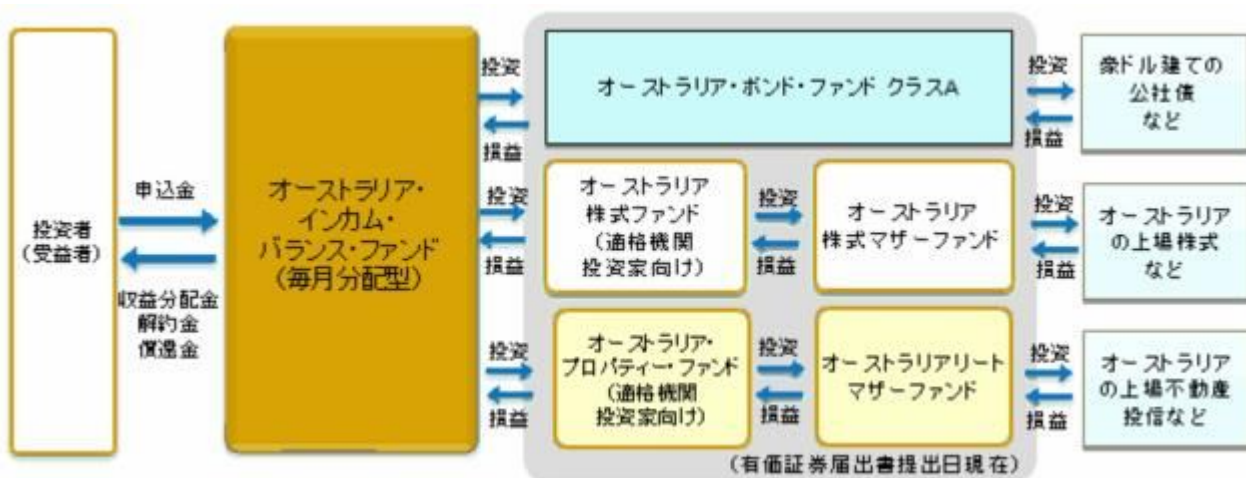 投資者
(受益者)
申込金
収益分配金
解約金
償還金
オーストラリア・
インカム・
バランス・ファンド
(毎月分配型)
投資
損益
オーストラリア・ボンド・ファンド クラスA
投資
損益
豪ドル建ての
公社債
など
投資
損益
オーストラリア
株式ファンド
(適格機関
投資家向け)
投資
損益
オーストラリア
株式マザーファンド
投資
損益
オーストラリア
の上場株式
など
投資
損益
オーストラリア・
プロパティー・ファンド
(適格機関
投資家向け)
投資
損益
オーストラリアリート
マザーファンド
投資
損益
オーストラリア
の上場不動産
投信など
(有価証券届出書提出日現在)